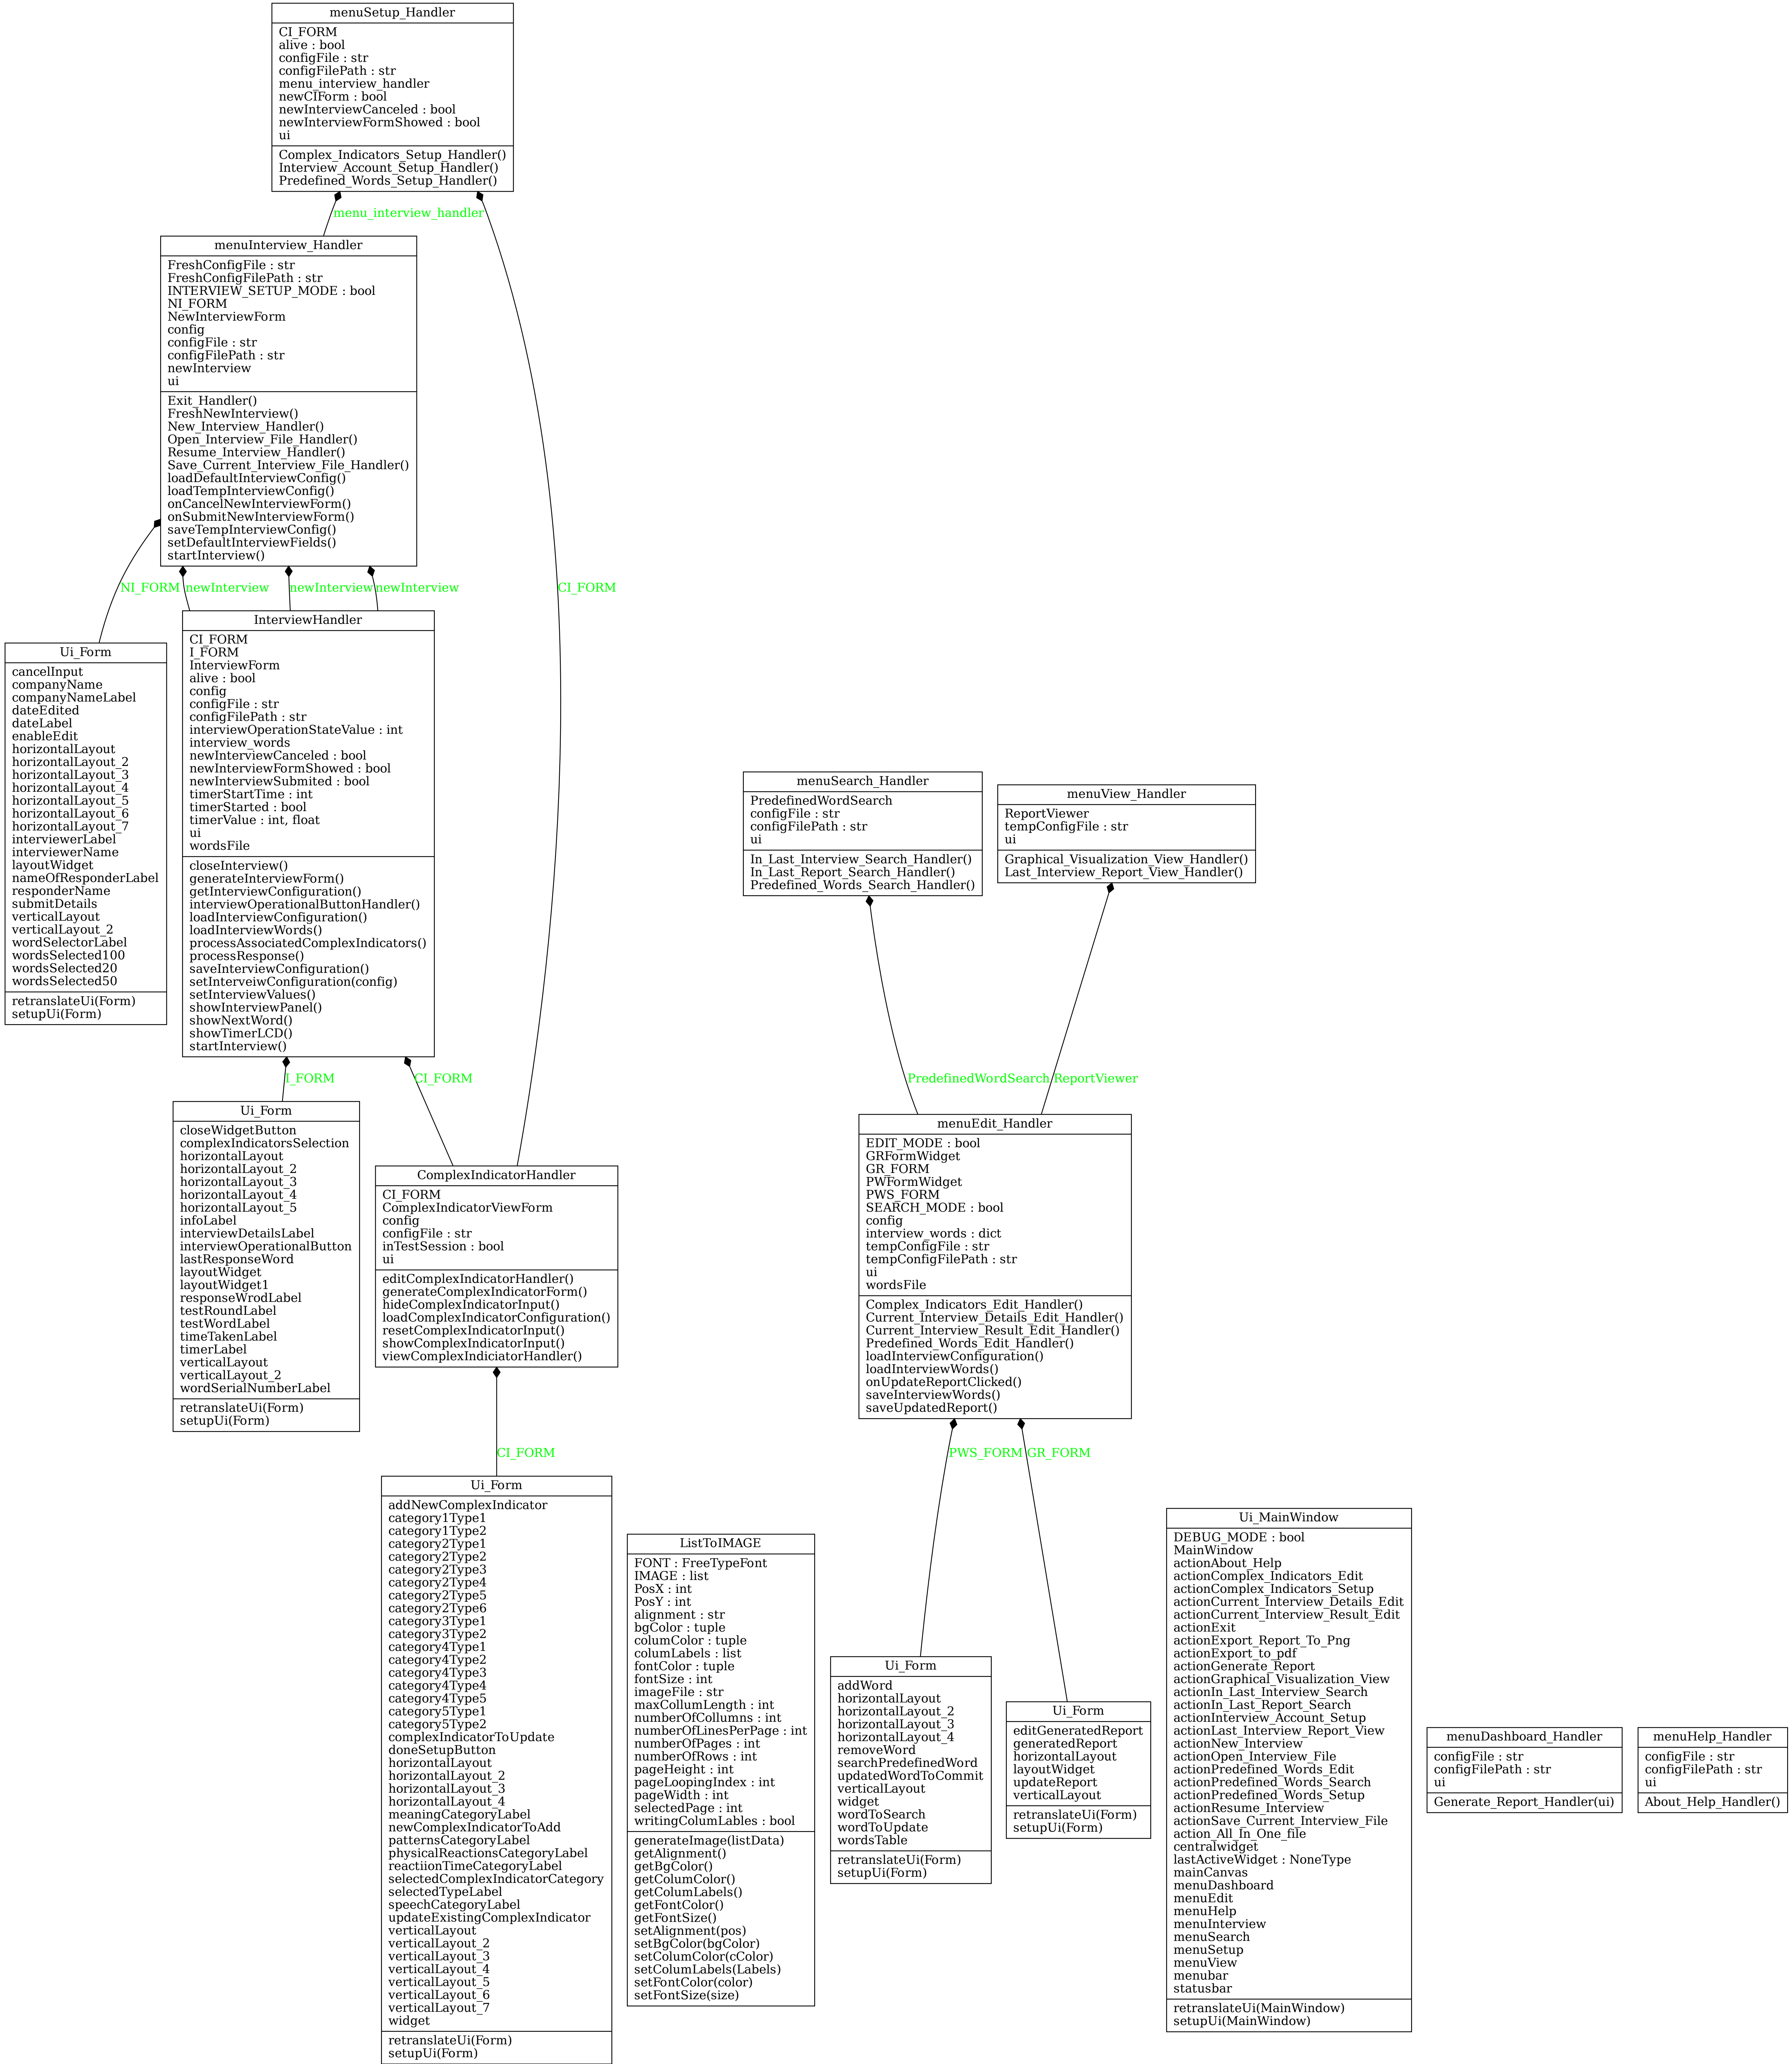 menuSetup_Handler
CI_FORM
alive : bool
configFile : str
configFilePath : str
menu_interview_handler
newCIForm : bool
newInterviewCanceled : bool
newInterviewFormShowed : bool
ui
Complex_Indicators_Setup_Handler()
Interview_Account_Setup_Handler()
Predefined_Words_Setup_Handler()
menu_interview_handler
menuInterview_Handler
FreshConfigFile : str
FreshConfigFilePath : str
INTERVIEW_SETUP_MODE : bool
NI_FORM
NewInterviewForm
config
configFile : str
configFilePath : str
newInterview
ui
Exit_Handler()
FreshNewInterview()
New_Interview_Handler()
Open_Interview_File_Handler()
Resume_Interview_Handler()
Save_Current_Interview_File_Handler()
loadDefaultInterviewConfig()
loadTempInterviewConfig()
onCancelNewInterviewForm()
onSubmitNewInterviewForm()
saveTempInterviewConfig()
setDefaultInterviewFields()
startInterview()
NI_FORM
newInterview
newInterview
newInterview
CI_FORM
Ui_Form
cancelInput
companyName
companyNameLabel
dateEdited
dateLabel
enableEdit
horizontalLayout
horizontalLayout_2
horizontalLayout_3
horizontalLayout_4
horizontalLayout_5
horizontalLayout_6
horizontalLayout_7
interviewerLabel
interviewerName
layoutWidget
nameOfResponderLabel
responderName
submitDetails
verticalLayout
verticalLayout_2
wordSelectorLabel
wordsSelected100
wordsSelected20
wordsSelected50
retranslateUi(Form)
setupUi(Form)
InterviewHandler
CI_FORM
I_FORM
InterviewForm
alive : bool
config
configFile : str
configFilePath : str
interviewOperationStateValue : int
interview_words
newInterviewCanceled : bool
newInterviewFormShowed : bool
newInterviewSubmited : bool
timerStartTime : int
timerStarted : bool
timerValue : int, float
ui
wordsFile
closeInterview()
generateInterviewForm()
getInterviewConfiguration()
interviewOperationalButtonHandler()
loadInterviewConfiguration()
loadInterviewWords()
processAssociatedComplexIndicators()
processResponse()
saveInterviewConfiguration()
setInterveiwConfiguration(config)
setInterviewValues()
showInterviewPanel()
showNextWord()
showTimerLCD()
startInterview()
menuSearch_Handler
PredefinedWordSearch
configFile : str
configFilePath : str
ui
In_Last_Interview_Search_Handler()
In_Last_Report_Search_Handler()
Predefined_Words_Search_Handler()
menuView_Handler
ReportViewer
tempConfigFile : str
ui
Graphical_Visualization_View_Handler()
Last_Interview_Report_View_Handler()
I_FORM
CI_FORM
PredefinedWordSearch
ReportViewer
Ui_Form
closeWidgetButton
complexIndicatorsSelection
horizontalLayout
horizontalLayout_2
horizontalLayout_3
horizontalLayout_4
horizontalLayout_5
infoLabel
interviewDetailsLabel
interviewOperationalButton
lastResponseWord
layoutWidget
layoutWidget1
responseWrodLabel
testRoundLabel
testWordLabel
timeTakenLabel
timerLabel
verticalLayout
verticalLayout_2
wordSerialNumberLabel
retranslateUi(Form)
setupUi(Form)
ComplexIndicatorHandler
CI_FORM
ComplexIndicatorViewForm
config
configFile : str
inTestSession : bool
ui
editComplexIndicatorHandler()
generateComplexIndicatorForm()
hideComplexIndicatorInput()
loadComplexIndicatorConfiguration()
resetComplexIndicatorInput()
showComplexIndicatorInput()
viewComplexIndiciatorHandler()
menuEdit_Handler
EDIT_MODE : bool
GRFormWidget
GR_FORM
PWFormWidget
PWS_FORM
SEARCH_MODE : bool
config
interview_words : dict
tempConfigFile : str
tempConfigFilePath : str
ui
wordsFile
Complex_Indicators_Edit_Handler()
Current_Interview_Details_Edit_Handler()
Current_Interview_Result_Edit_Handler()
Predefined_Words_Edit_Handler()
loadInterviewConfiguration()
loadInterviewWords()
onUpdateReportClicked()
saveInterviewWords()
saveUpdatedReport()
CI_FORM
PWS_FORM
GR_FORM
Ui_Form
addNewComplexIndicator
category1Type1
category1Type2
category2Type1
category2Type2
category2Type3
category2Type4
category2Type5
category2Type6
category3Type1
category3Type2
category4Type1
category4Type2
category4Type3
category4Type4
category4Type5
category5Type1
category5Type2
complexIndicatorToUpdate
doneSetupButton
horizontalLayout
horizontalLayout_2
horizontalLayout_3
horizontalLayout_4
meaningCategoryLabel
newComplexIndicatorToAdd
patternsCategoryLabel
physicalReactionsCategoryLabel
reactiionTimeCategoryLabel
selectedComplexIndicatorCategory
selectedTypeLabel
speechCategoryLabel
updateExistingComplexIndicator
verticalLayout
verticalLayout_2
verticalLayout_3
verticalLayout_4
verticalLayout_5
verticalLayout_6
verticalLayout_7
widget
retranslateUi(Form)
setupUi(Form)
ListToIMAGE
FONT : FreeTypeFont
IMAGE : list
PosX : int
PosY : int
alignment : str
bgColor : tuple
columColor : tuple
columLabels : list
fontColor : tuple
fontSize : int
imageFile : str
maxCollumLength : int
numberOfCollumns : int
numberOfLinesPerPage : int
numberOfPages : int
numberOfRows : int
pageHeight : int
pageLoopingIndex : int
pageWidth : int
selectedPage : int
writingColumLables : bool
generateImage(listData)
getAlignment()
getBgColor()
getColumColor()
getColumLabels()
getFontColor()
getFontSize()
setAlignment(pos)
setBgColor(bgColor)
setColumColor(cColor)
setColumLabels(Labels)
setFontColor(color)
setFontSize(size)
Ui_Form
addWord
horizontalLayout
horizontalLayout_2
horizontalLayout_3
horizontalLayout_4
removeWord
searchPredefinedWord
updatedWordToCommit
verticalLayout
widget
wordToSearch
wordToUpdate
wordsTable
retranslateUi(Form)
setupUi(Form)
Ui_Form
editGeneratedReport
generatedReport
horizontalLayout
layoutWidget
updateReport
verticalLayout
retranslateUi(Form)
setupUi(Form)
Ui_MainWindow
DEBUG_MODE : bool
MainWindow
actionAbout_Help
actionComplex_Indicators_Edit
actionComplex_Indicators_Setup
actionCurrent_Interview_Details_Edit
actionCurrent_Interview_Result_Edit
actionExit
actionExport_Report_To_Png
actionExport_to_pdf
actionGenerate_Report
actionGraphical_Visualization_View
actionIn_Last_Interview_Search
actionIn_Last_Report_Search
actionInterview_Account_Setup
actionLast_Interview_Report_View
actionNew_Interview
actionOpen_Interview_File
actionPredefined_Words_Edit
actionPredefined_Words_Search
actionPredefined_Words_Setup
actionResume_Interview
actionSave_Current_Interview_File
action_All_In_One_file
centralwidget
lastActiveWidget : NoneType
mainCanvas
menuDashboard
menuEdit
menuHelp
menuInterview
menuSearch
menuSetup
menuView
menubar
statusbar
retranslateUi(MainWindow)
setupUi(MainWindow)
menuDashboard_Handler
configFile : str
configFilePath : str
ui
Generate_Report_Handler(ui)
menuHelp_Handler
configFile : str
configFilePath : str
ui
About_Help_Handler()